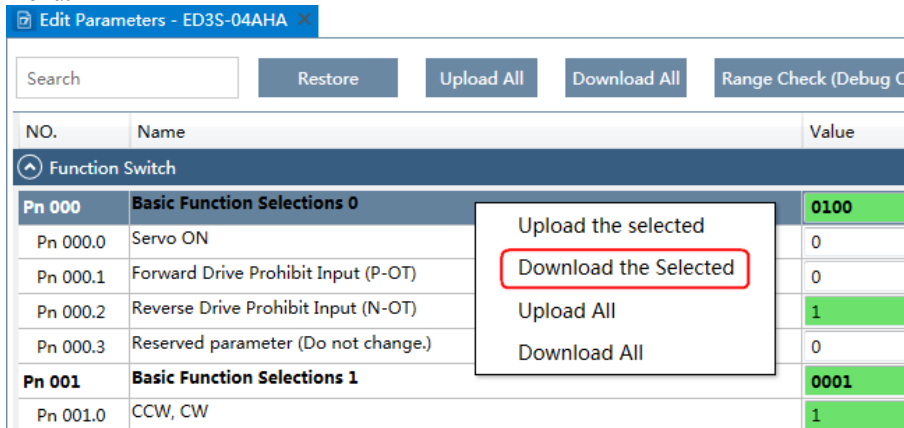 Edit Parameters - ED3S-04AHA
Search Restore Upload All Download All Range Check (Debug
NO. Name Value
Function Switch
Pn 000 Basic Function Selections 0 0100
Pn 000.0 Servo ON 0
Pn 000.1 Forward Drive Prohibit Input (P-OT) 0
Pn 000.2 Reverse Drive Prohibit Input (N-OT) 1
Pn 000.3 Reserved parameter (Do not change.) 0
Pn 001 Basic Function Selections 1 0001
Pn 001.0 CCW, CW 1
Upload the selected
Download the Selected
Upload All
Download All